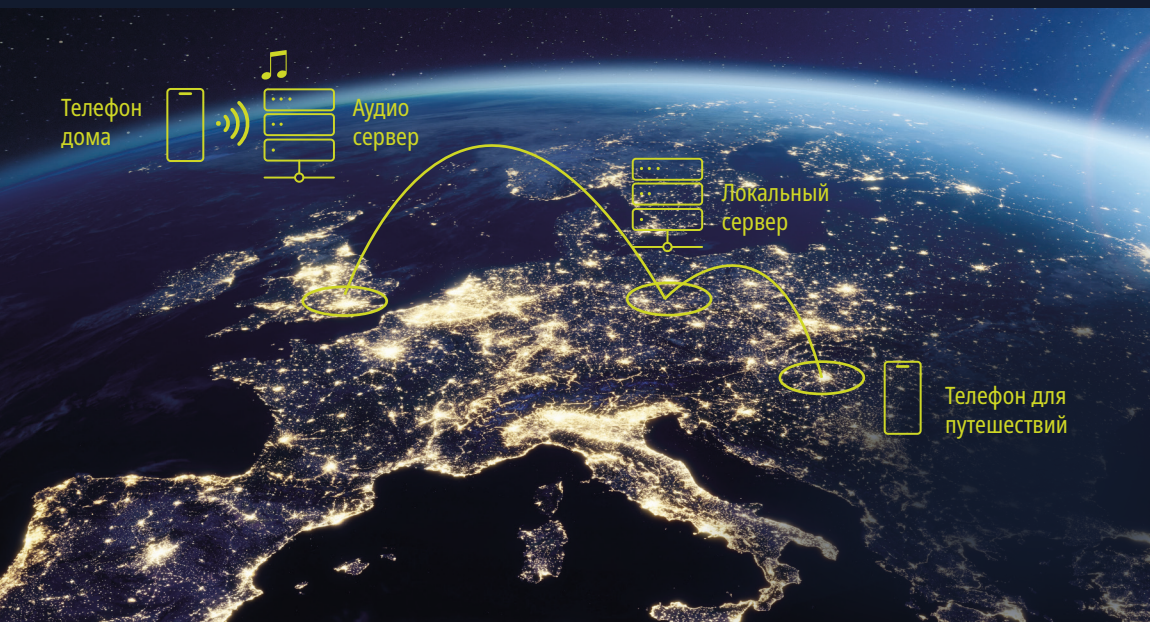 Телефон
дома
Аудио
сервер
Локальный
сервер
Телефон для
путешествий